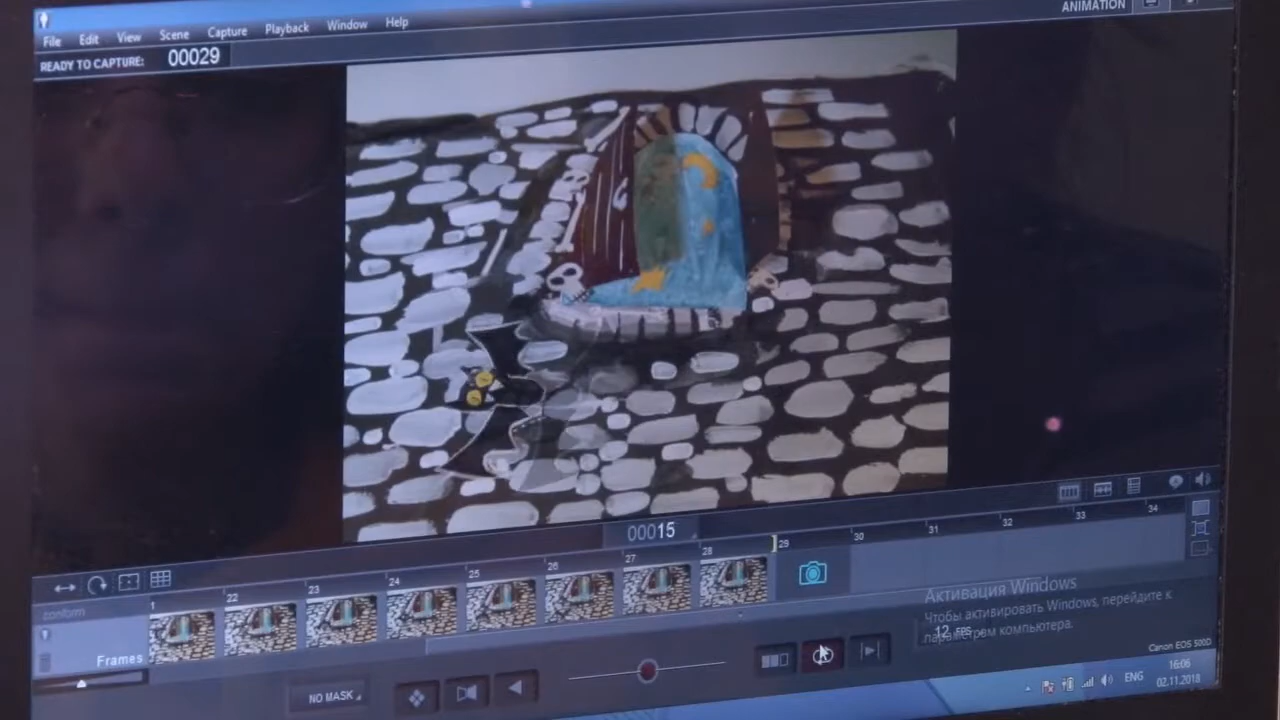 ANIMATION
File Edit View Scene Capture Playback Window Help
READY TO CAPTURE: 00029
00015
29 30 31 32 33 34
1 22 23 24 25 26 27 28
conform
Frames
Активация Windows
Чтобы активировать Windows, перейдите к
параметрам компьютера.
12 FPS
NO MASK
Canon EOS 500D
ENG
16:06
02.11.2018